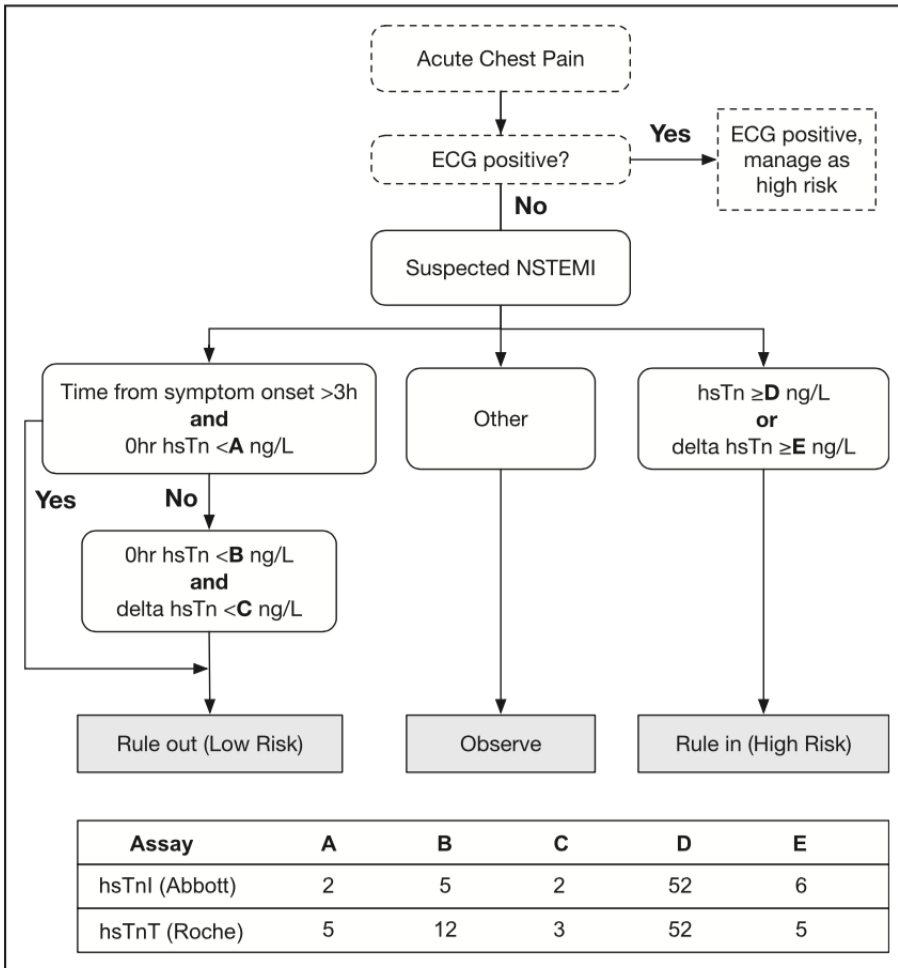 Acute Chest Pain
ECG positive?
Yes
ECG positive,
manage as
high risk
No
Suspected NSTEMI
Time from symptom onset >3h
and
0hr hsTn <A ng/L
Other
hsTn ≥D ng/L
or
delta hsTn ≥E ng/L
Yes
No
0hr hsTn <B ng/L
and
delta hsTn <C ng/L
Rule out (Low Risk)
Observe
Rule in (High Risk)
Assay A B C D E
hsTnI (Abbott) 2 5 2 52 6
hsTnT (Roche) 5 12 3 52 5